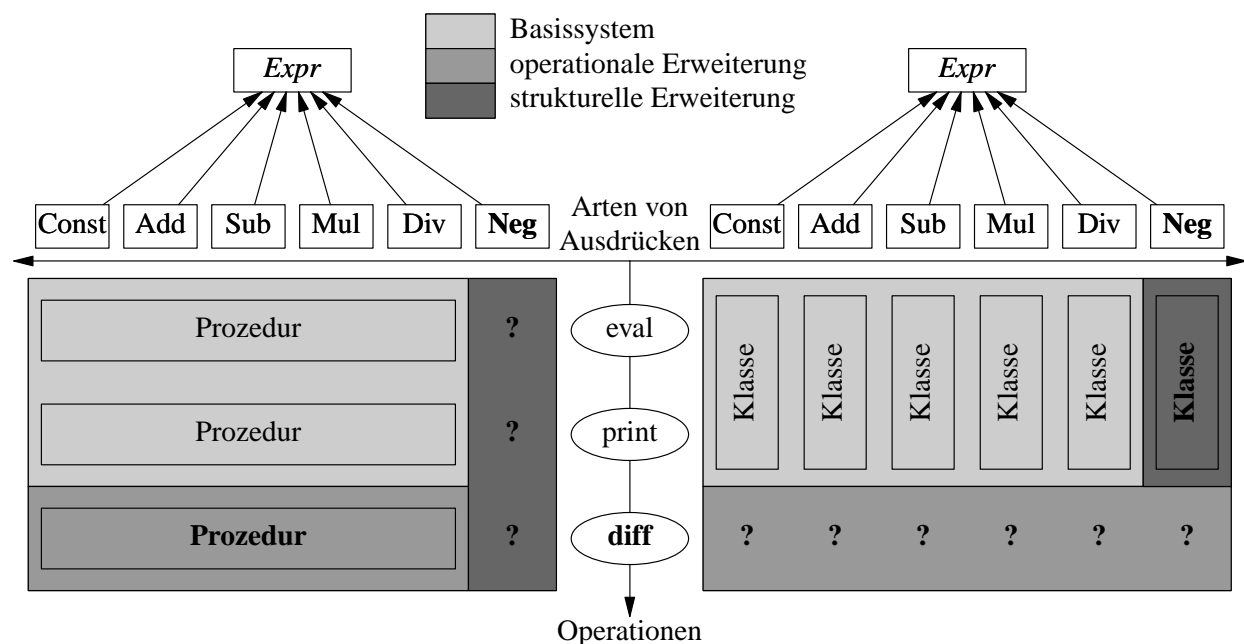 Basissystem
operationale Erweiterung
strukturelle Erweiterung
Expr
Expr
Const Add Sub Mul Div Neg
Arten von
Ausdrücken
Const Add Sub Mul Div Neg
Prozedur ?
eval
Klasse Klasse Klasse Klasse Klasse Klasse
Prozedur ?
print
Prozedur ?
diff
? ? ? ? ? ?
Operationen